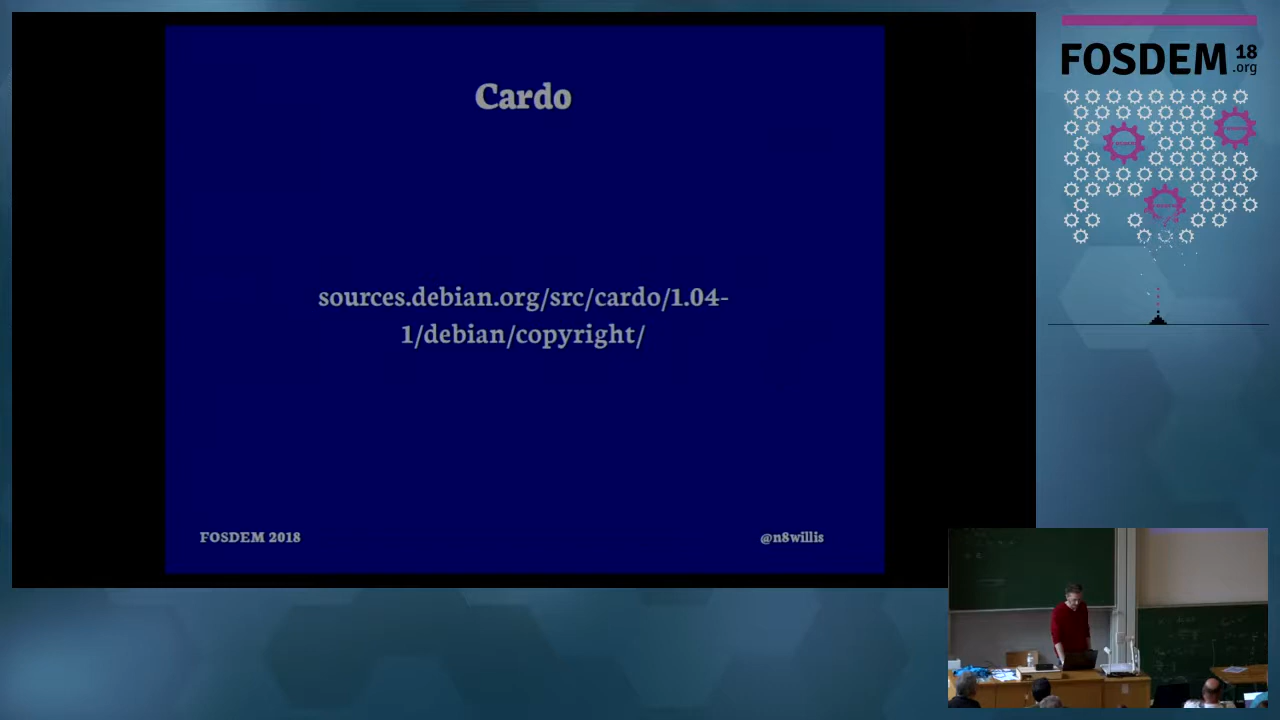 Cardo
sources.debian.org/src/cardo/1.04-
1/debian/copyright/
FOSDEM 2018
@n8willis
FOSDEM 18
.org